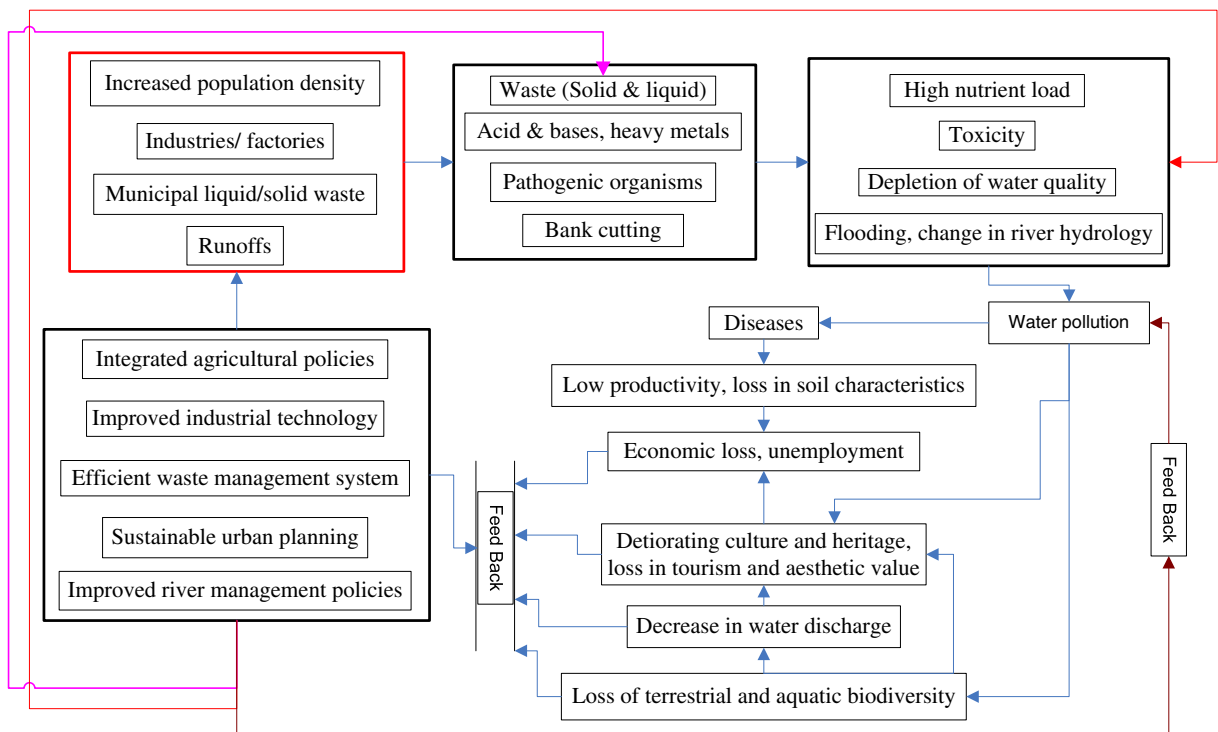 Increased population density
Industries/ factories
Municipal liquid/solid waste
Runoffs
Waste (Solid & liquid)
Acid & bases, heavy metals
Pathogenic organisms
Bank cutting
High nutrient load
Toxicity
Depletion of water quality
Flooding, change in river hydrology
Integrated agricultural policies
Improved industrial technology
Efficient waste management system
Sustainable urban planning
Improved river management policies
Feed Back
Diseases
Water pollution
Low productivity, loss in soil characteristics
Economic loss, unemployment
Detiorating culture and heritage,
loss in tourism and aesthetic value
Decrease in water discharge
Loss of terrestrial and aquatic biodiversity
Feed Back